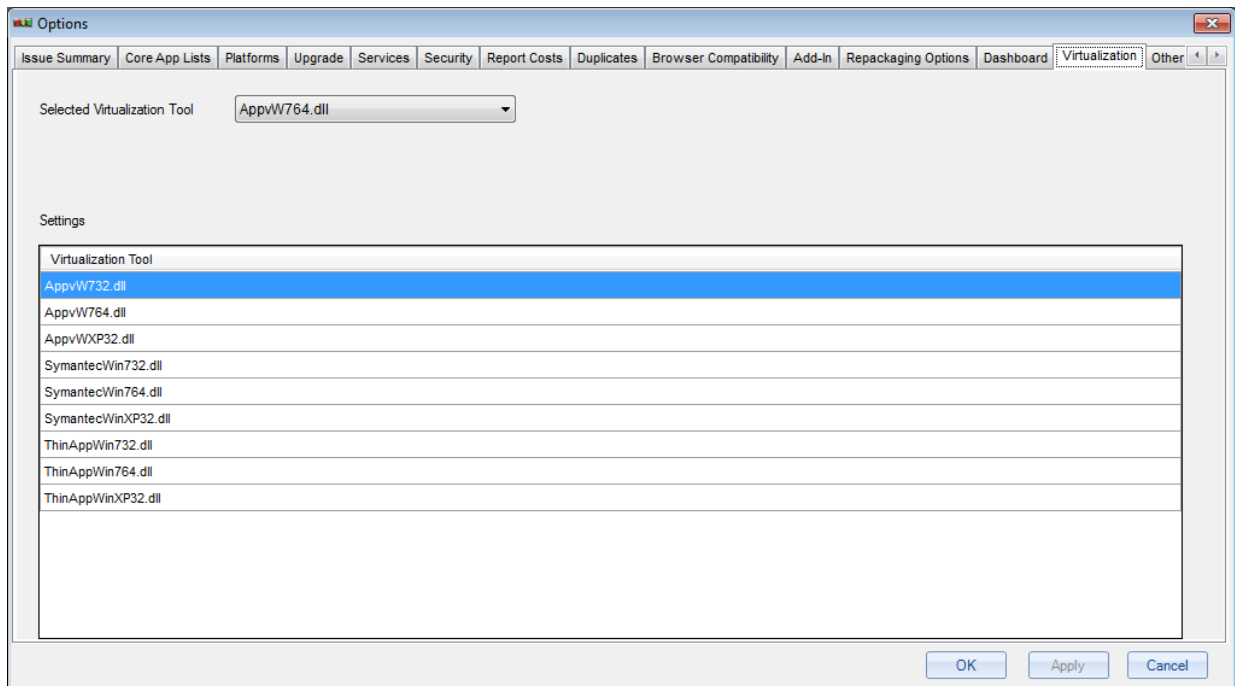 Options
Issue Summary Core App Lists Platforms Upgrade Services Security Report Costs Duplicates Browser Compatibility Add-In Repackaging Options Dashboard Virtualization Other
Selected Virtualization Tool AppvW764.dll
Settings
Virtualization Tool
AppvW732.dll
AppvW764.dll
AppvWXP32.dll
SymantecWin732.dll
SymantecWin764.dll
SymantecWinXP32.dll
ThinAppWin732.dll
ThinAppWin764.dll
ThinAppWinXP32.dll
OK Apply Cancel